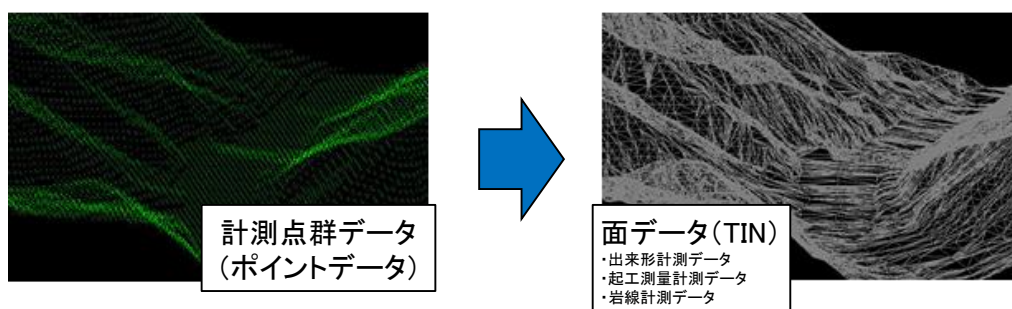 計測点群データ
（ポイントデータ）
面データ（TIN）
・出来形計測データ
・起工測量計測データ
・岩線計測データ